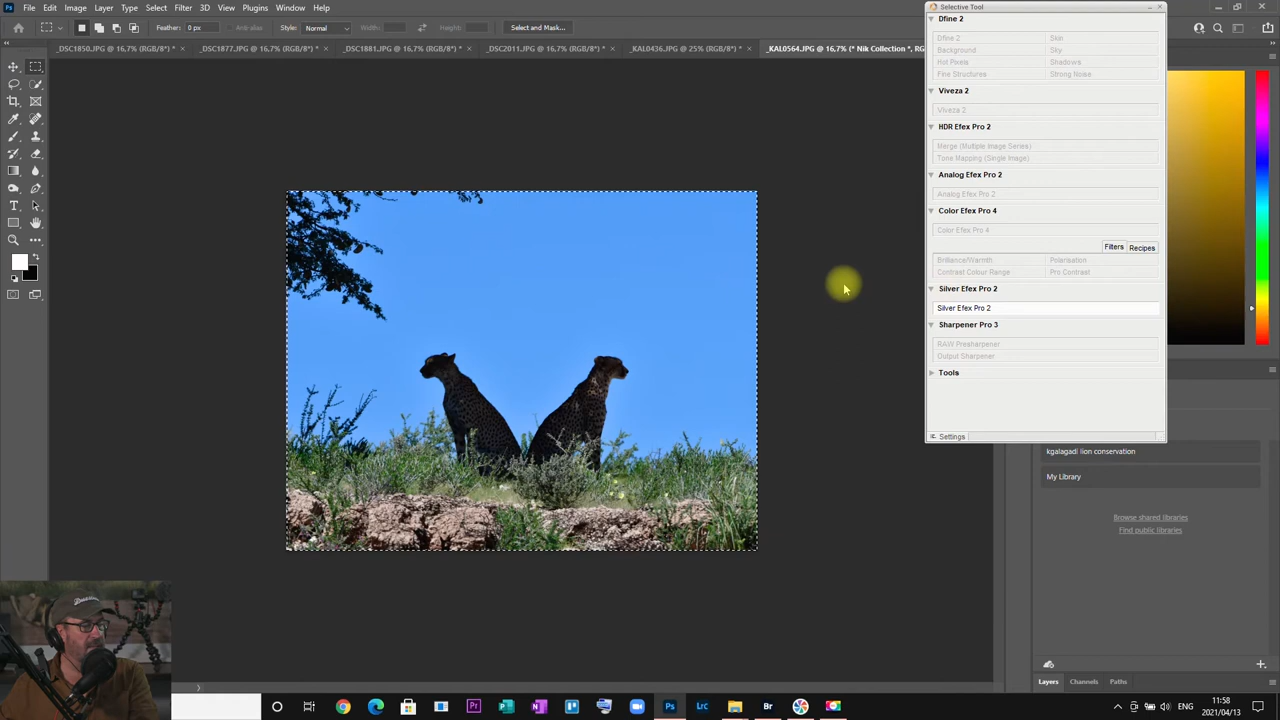 Ps File Edit Image Layer Type Select Filter 3D View Plugins Window Help
Feather: 0 px Anti-alias Style: Normal Width: Height: Select and Mask...
_DSC1850.JPG @ 16,7% (RGB/8*) * × _DSC1877.JPG @ 16,7% (RGB/8*) * × _DSC1881.JPG @ 16,7% (RGB/8*) * × _DSC2011.JPG @ 16,7% (RGB/8*) * × _KAL0436.JPG @ 25% (RGB/8*) * × _KAL0564.JPG @ 16,7% (* Nik Collection *, RG
Selective Tool
Dfine 2
Dfine 2 Skin
Background Sky
Hot Pixels Shadows
Fine Structures Strong Noise
Viveza 2
Viveza 2
HDR Efex Pro 2
Merge (Multiple Image Series)
Tone Mapping (Single Image)
Analog Efex Pro 2
Analog Efex Pro 2
Color Efex Pro 4
Color Efex Pro 4
Filters Recipes
Brilliance/Warmth Polarisation
Contrast Colour Range Pro Contrast
Silver Efex Pro 2
Silver Efex Pro 2
Sharpener Pro 3
RAW Presharpener
Output Sharpener
Tools
Settings
kgalagadi lion conservation
My Library
Browse shared libraries
Find public libraries
Layers Channels Paths
Pr N Ps LrC Br
11:58
2021/04/13